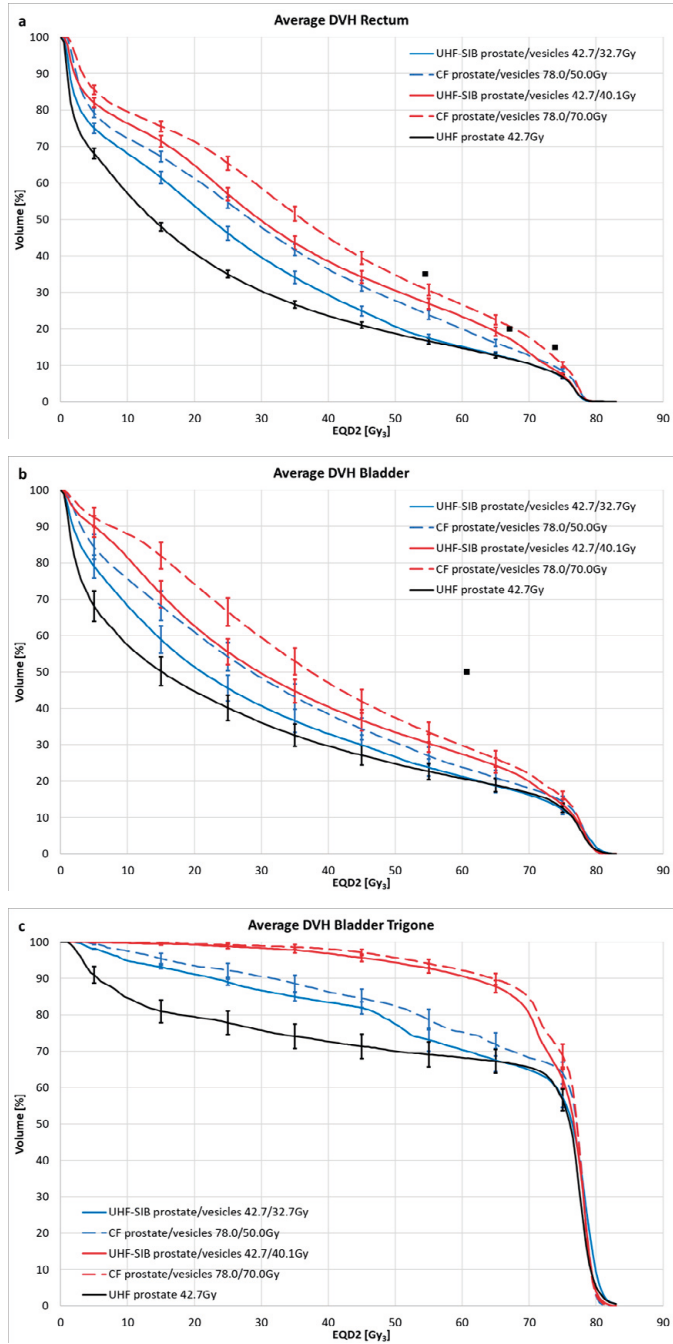 a
Average DVH Rectum
100
90
80
70
60
50
40
30
20
10
0
Volume [%]
UHF-SIB prostate/vesicles 42.7/32.7Gy
CF prostate/vesicles 78.0/50.0Gy
UHF-SIB prostate/vesicles 42.7/40.1Gy
CF prostate/vesicles 78.0/70.0Gy
UHF prostate 42.7Gy
0 10 20 30 40 50 60 70 80 90
EQD2 [Gy₃]
b
Average DVH Bladder
100
90
80
70
60
50
40
30
20
10
0
Volume [%]
UHF-SIB prostate/vesicles 42.7/32.7Gy
CF prostate/vesicles 78.0/50.0Gy
UHF-SIB prostate/vesicles 42.7/40.1Gy
CF prostate/vesicles 78.0/70.0Gy
UHF prostate 42.7Gy
0 10 20 30 40 50 60 70 80 90
EQD2 [Gy₃]
c
Average DVH Bladder Trigone
100
90
80
70
60
50
40
30
20
10
0
Volume [%]
UHF-SIB prostate/vesicles 42.7/32.7Gy
CF prostate/vesicles 78.0/50.0Gy
UHF-SIB prostate/vesicles 42.7/40.1Gy
CF prostate/vesicles 78.0/70.0Gy
UHF prostate 42.7Gy
0 10 20 30 40 50 60 70 80 90
EQD2 [Gy₃]